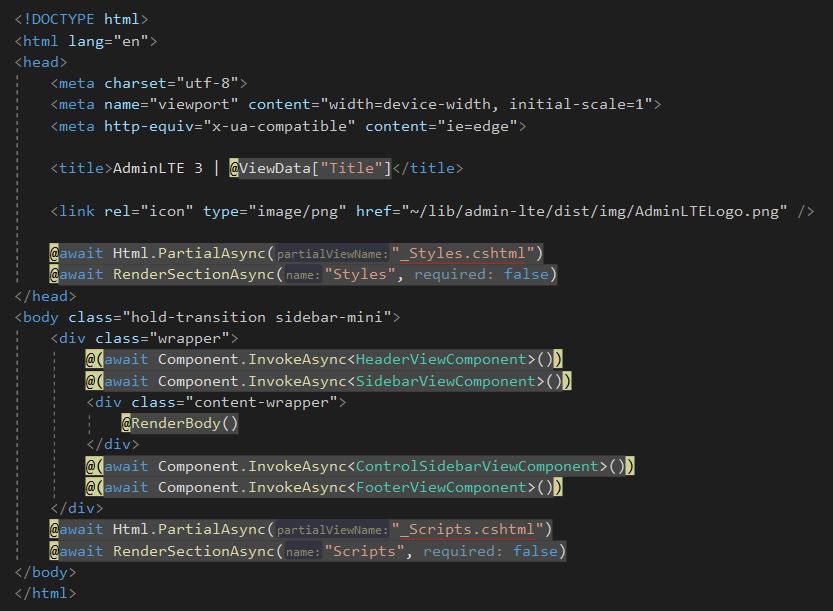 <!DOCTYPE html>
<html lang="en">
<head>
<meta charset="utf-8">
<meta name="viewport" content="width=device-width, initial-scale=1">
<meta http-equiv="x-ua-compatible" content="ie=edge">
<title>AdminLTE 3 | @ViewData["Title"]</title>
<link rel="icon" type="image/png" href="~/lib/admin-lte/dist/img/AdminLTELogo.png" />
@await Html.PartialAsync(partialViewName:"_Styles.cshtml")
@await RenderSectionAsync(name:"Styles", required: false)
</head>
<body class="hold-transition sidebar-mini">
<div class="wrapper">
@(await Component.InvokeAsync<HeaderViewComponent>())
@(await Component.InvokeAsync<SidebarViewComponent>())
<div class="content-wrapper">
@RenderBody()
</div>
@(await Component.InvokeAsync<ControlSidebarViewComponent>())
@(await Component.InvokeAsync<FooterViewComponent>())
</div>
@await Html.PartialAsync(partialViewName:"_Scripts.cshtml")
@await RenderSectionAsync(name:"Scripts", required: false)
</body>
</html>